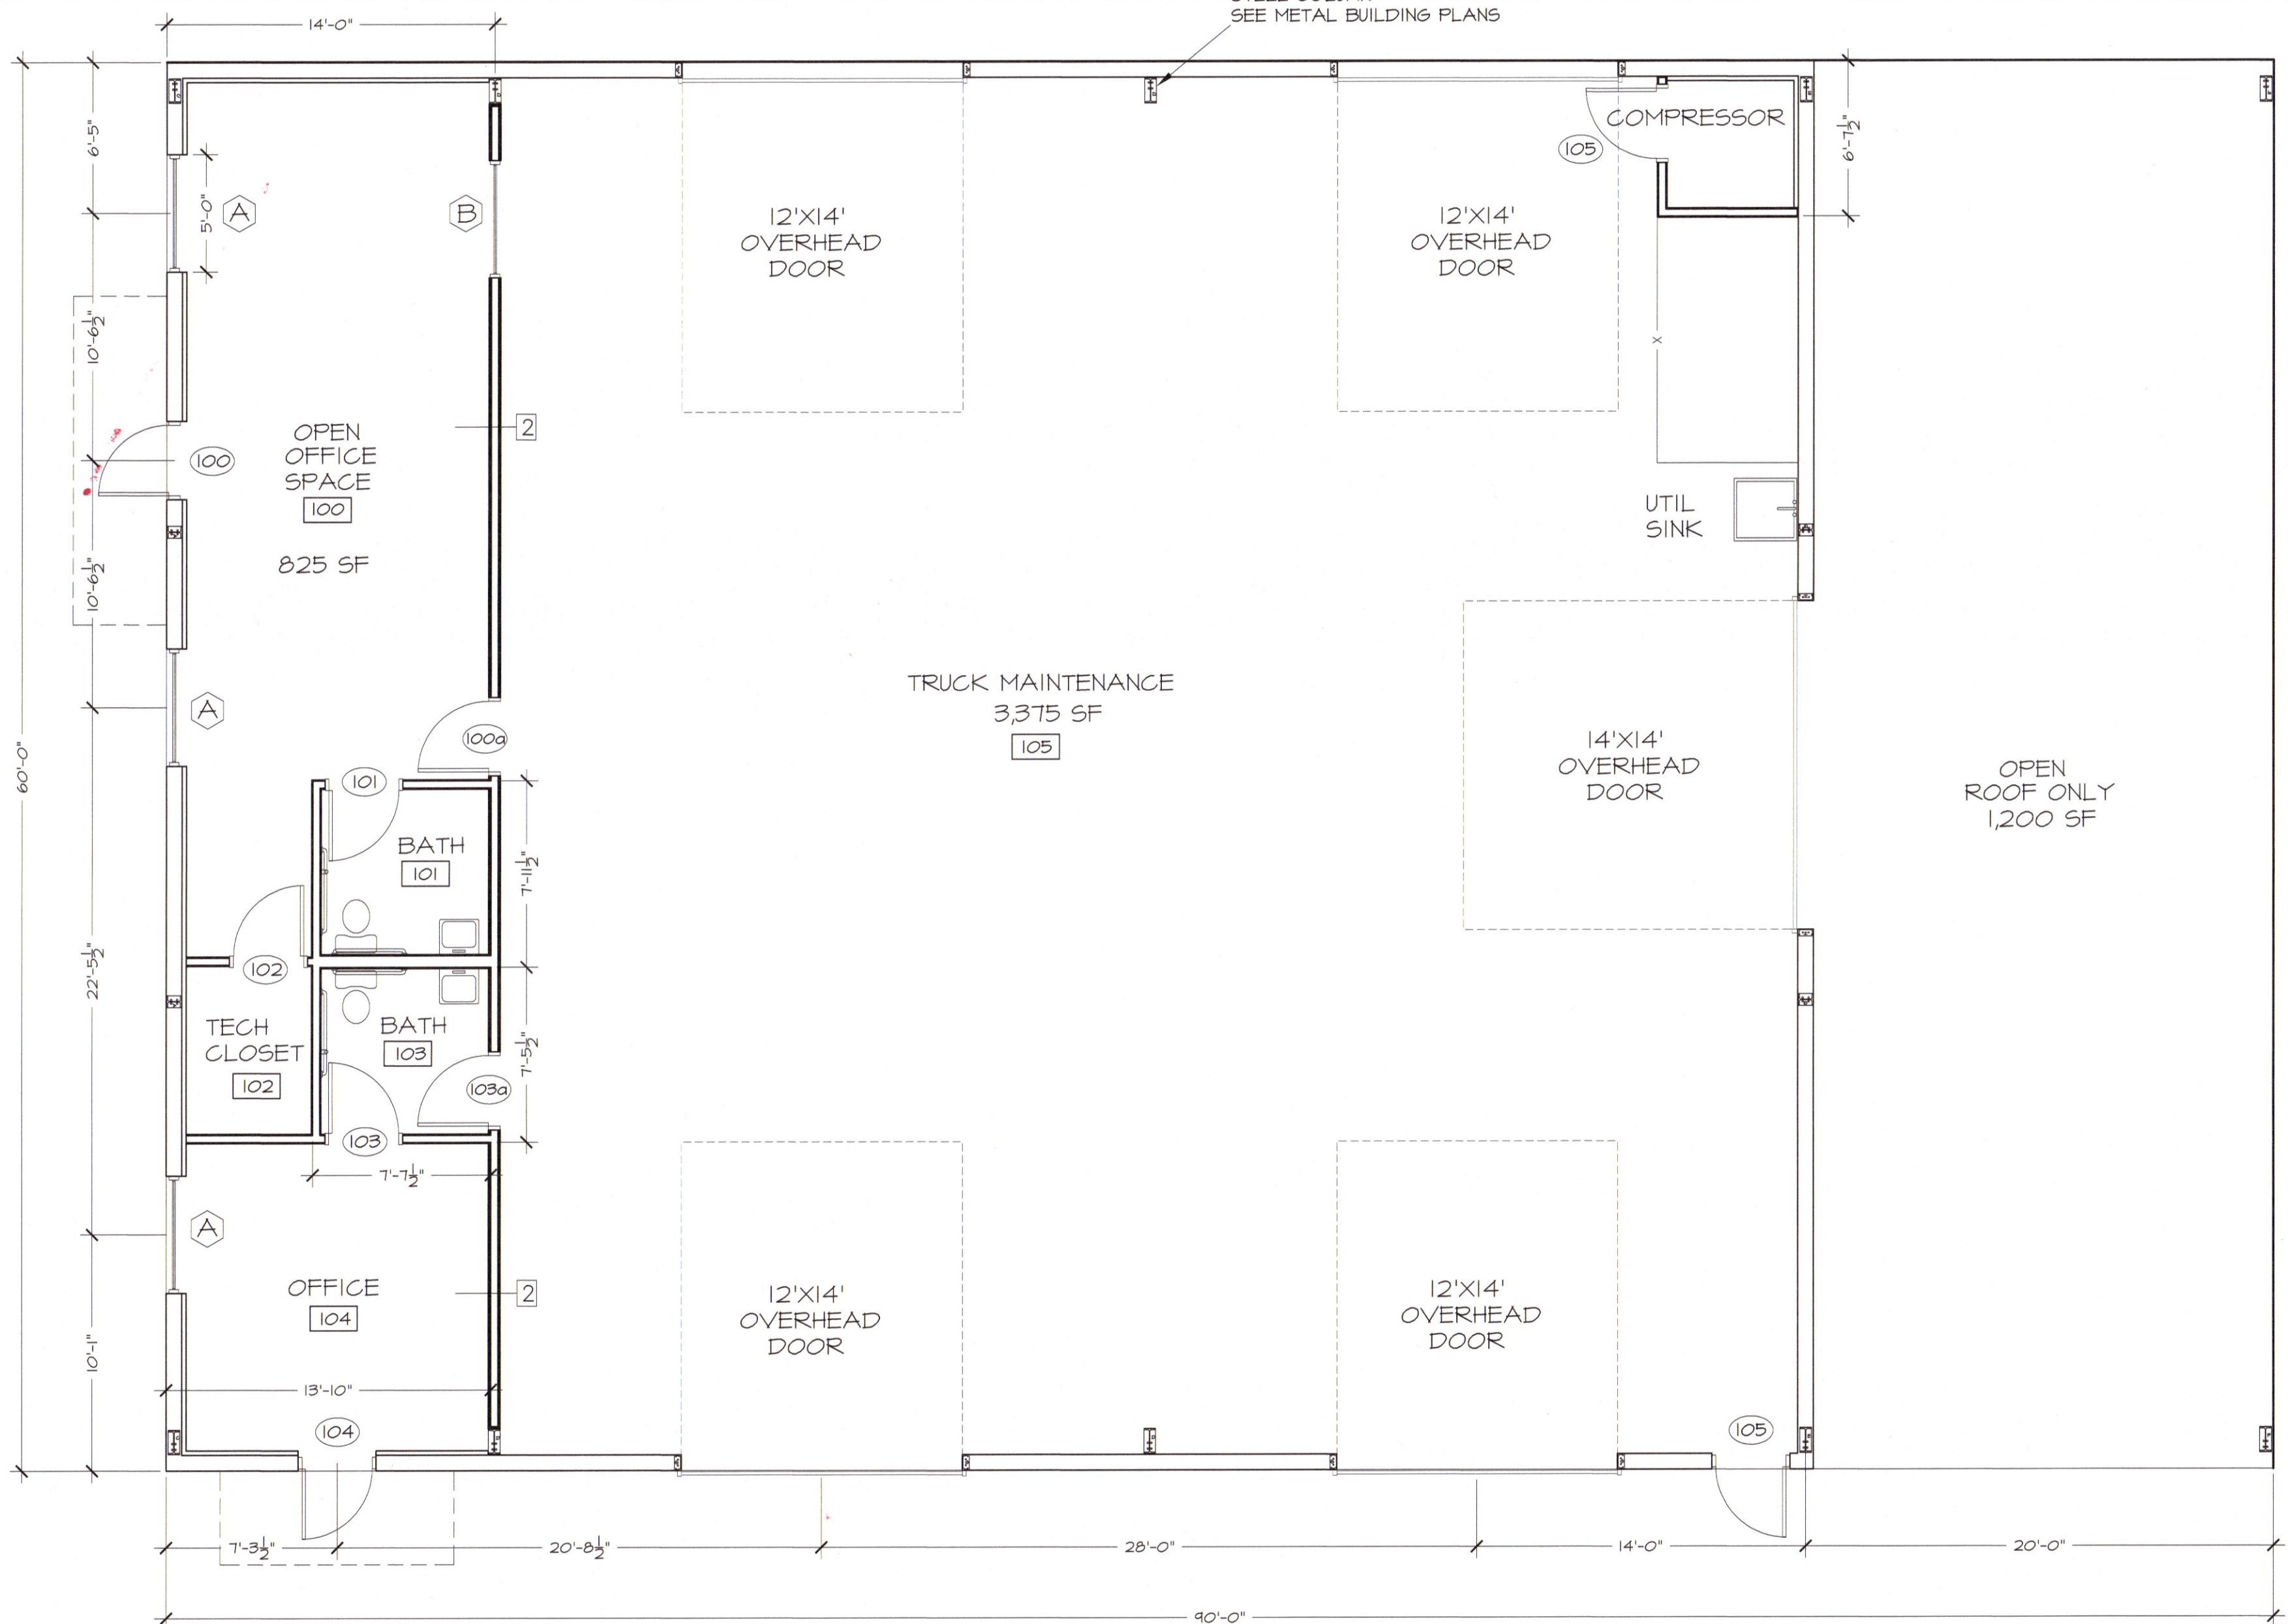 SEE METAL BUILDING PLANS
14'-0"
COMPRESSOR
105
6'-7½"
6'-5"
5'-0"
A
B
12'X14'
OVERHEAD
DOOR
12'X14'
OVERHEAD
DOOR
10'-6½"
X
100
OPEN
OFFICE
SPACE
100
825 SF
2
UTIL
SINK
10'-6½"
A
100a
TRUCK MAINTENANCE
3,375 SF
105
14'X14'
OVERHEAD
DOOR
OPEN
ROOF ONLY
1,200 SF
60'-0"
101
BATH
101
7'-11½"
22'-5½"
102
TECH
CLOSET
102
BATH
103
7'-5½"
103a
103
7'-7½"
A
OFFICE
104
2
12'X14'
OVERHEAD
DOOR
12'X14'
OVERHEAD
DOOR
10'-1"
13'-10"
104
105
7'-3½"
20'-8½"
28'-0"
14'-0"
20'-0"
90'-0"